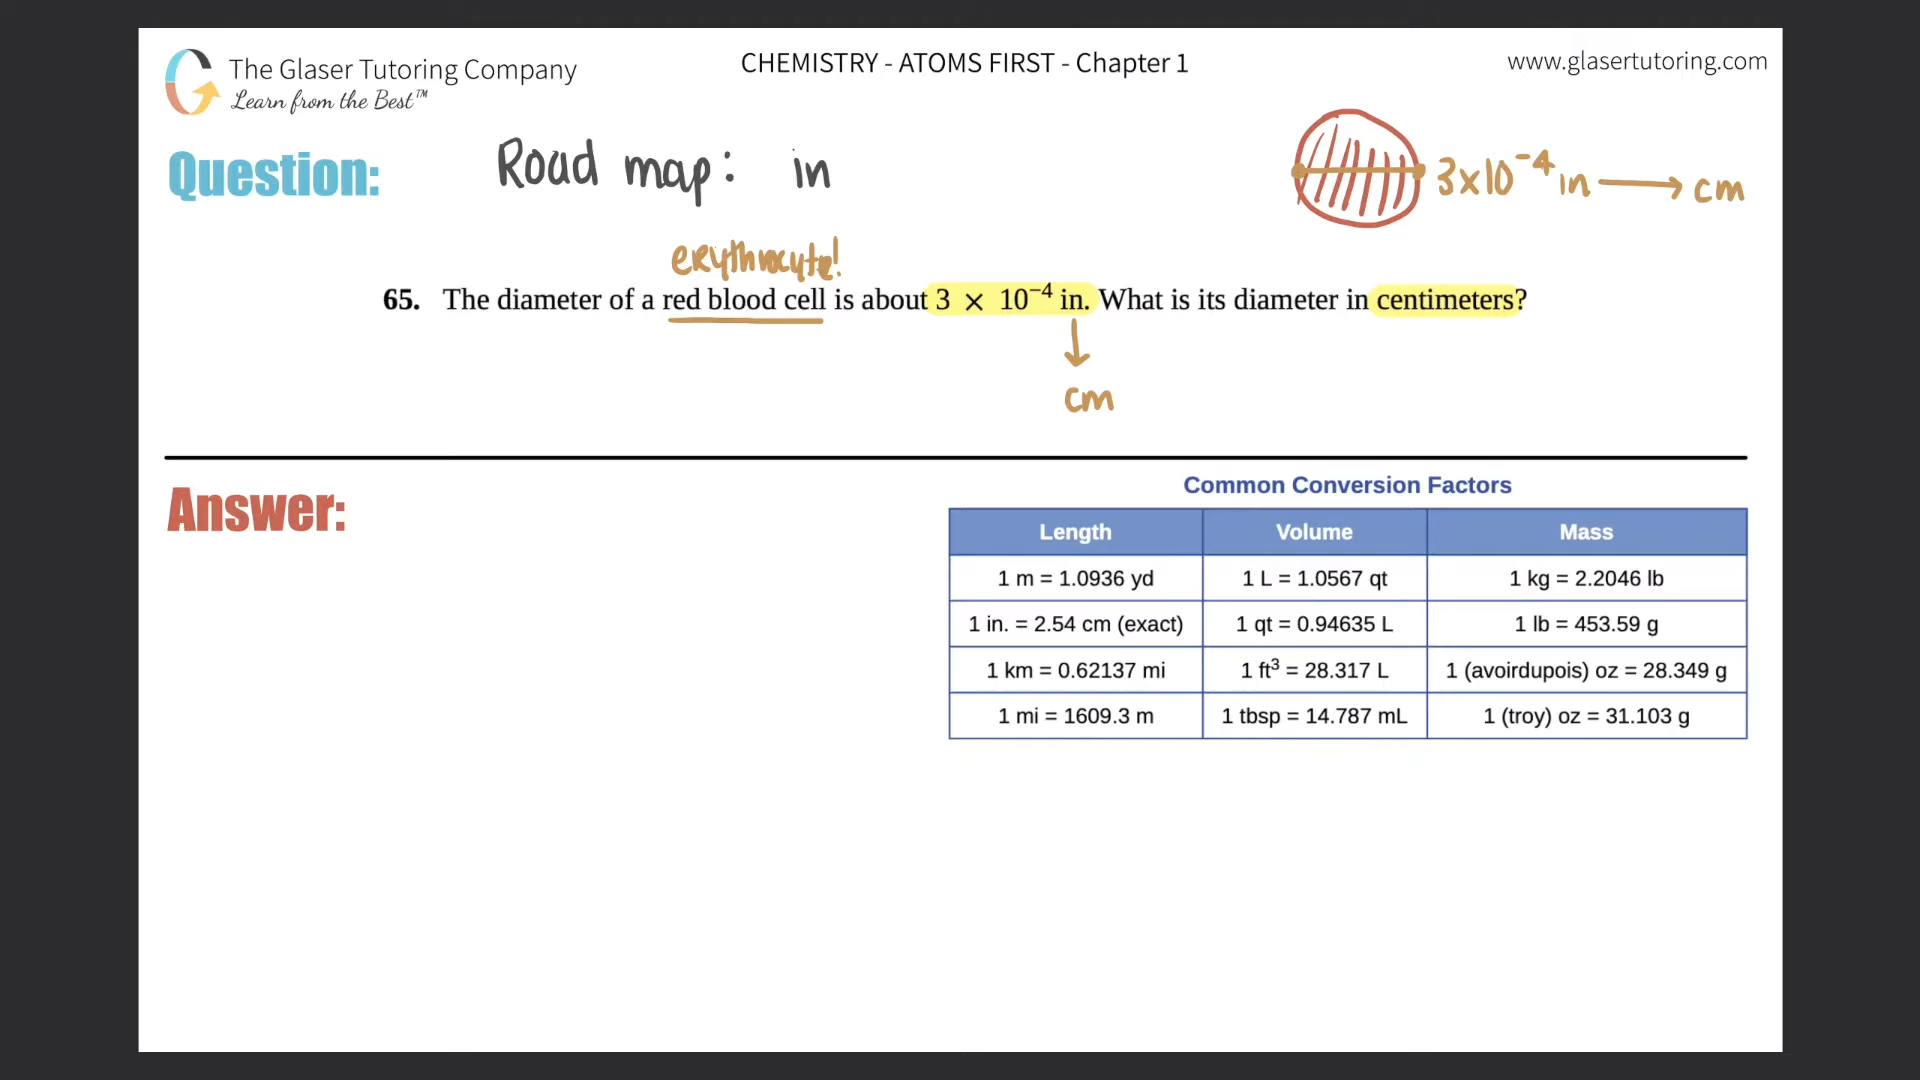 The Glaser Tutoring Company
Learn from the Best™
CHEMISTRY - ATOMS FIRST - Chapter 1
www.glasertutoring.com
Question:
Road map: in
3x10⁻⁴ in → cm
erythrocyte!
65. The diameter of a red blood cell is about 3 × 10⁻⁴ in. What is its diameter in centimeters?
↓
cm
Answer:
Common Conversion Factors
Length Volume Mass
1 m = 1.0936 yd 1 L = 1.0567 qt 1 kg = 2.2046 lb
1 in. = 2.54 cm (exact) 1 qt = 0.94635 L 1 lb = 453.59 g
1 km = 0.62137 mi 1 ft³ = 28.317 L 1 (avoirdupois) oz = 28.349 g
1 mi = 1609.3 m 1 tbsp = 14.787 mL 1 (troy) oz = 31.103 g